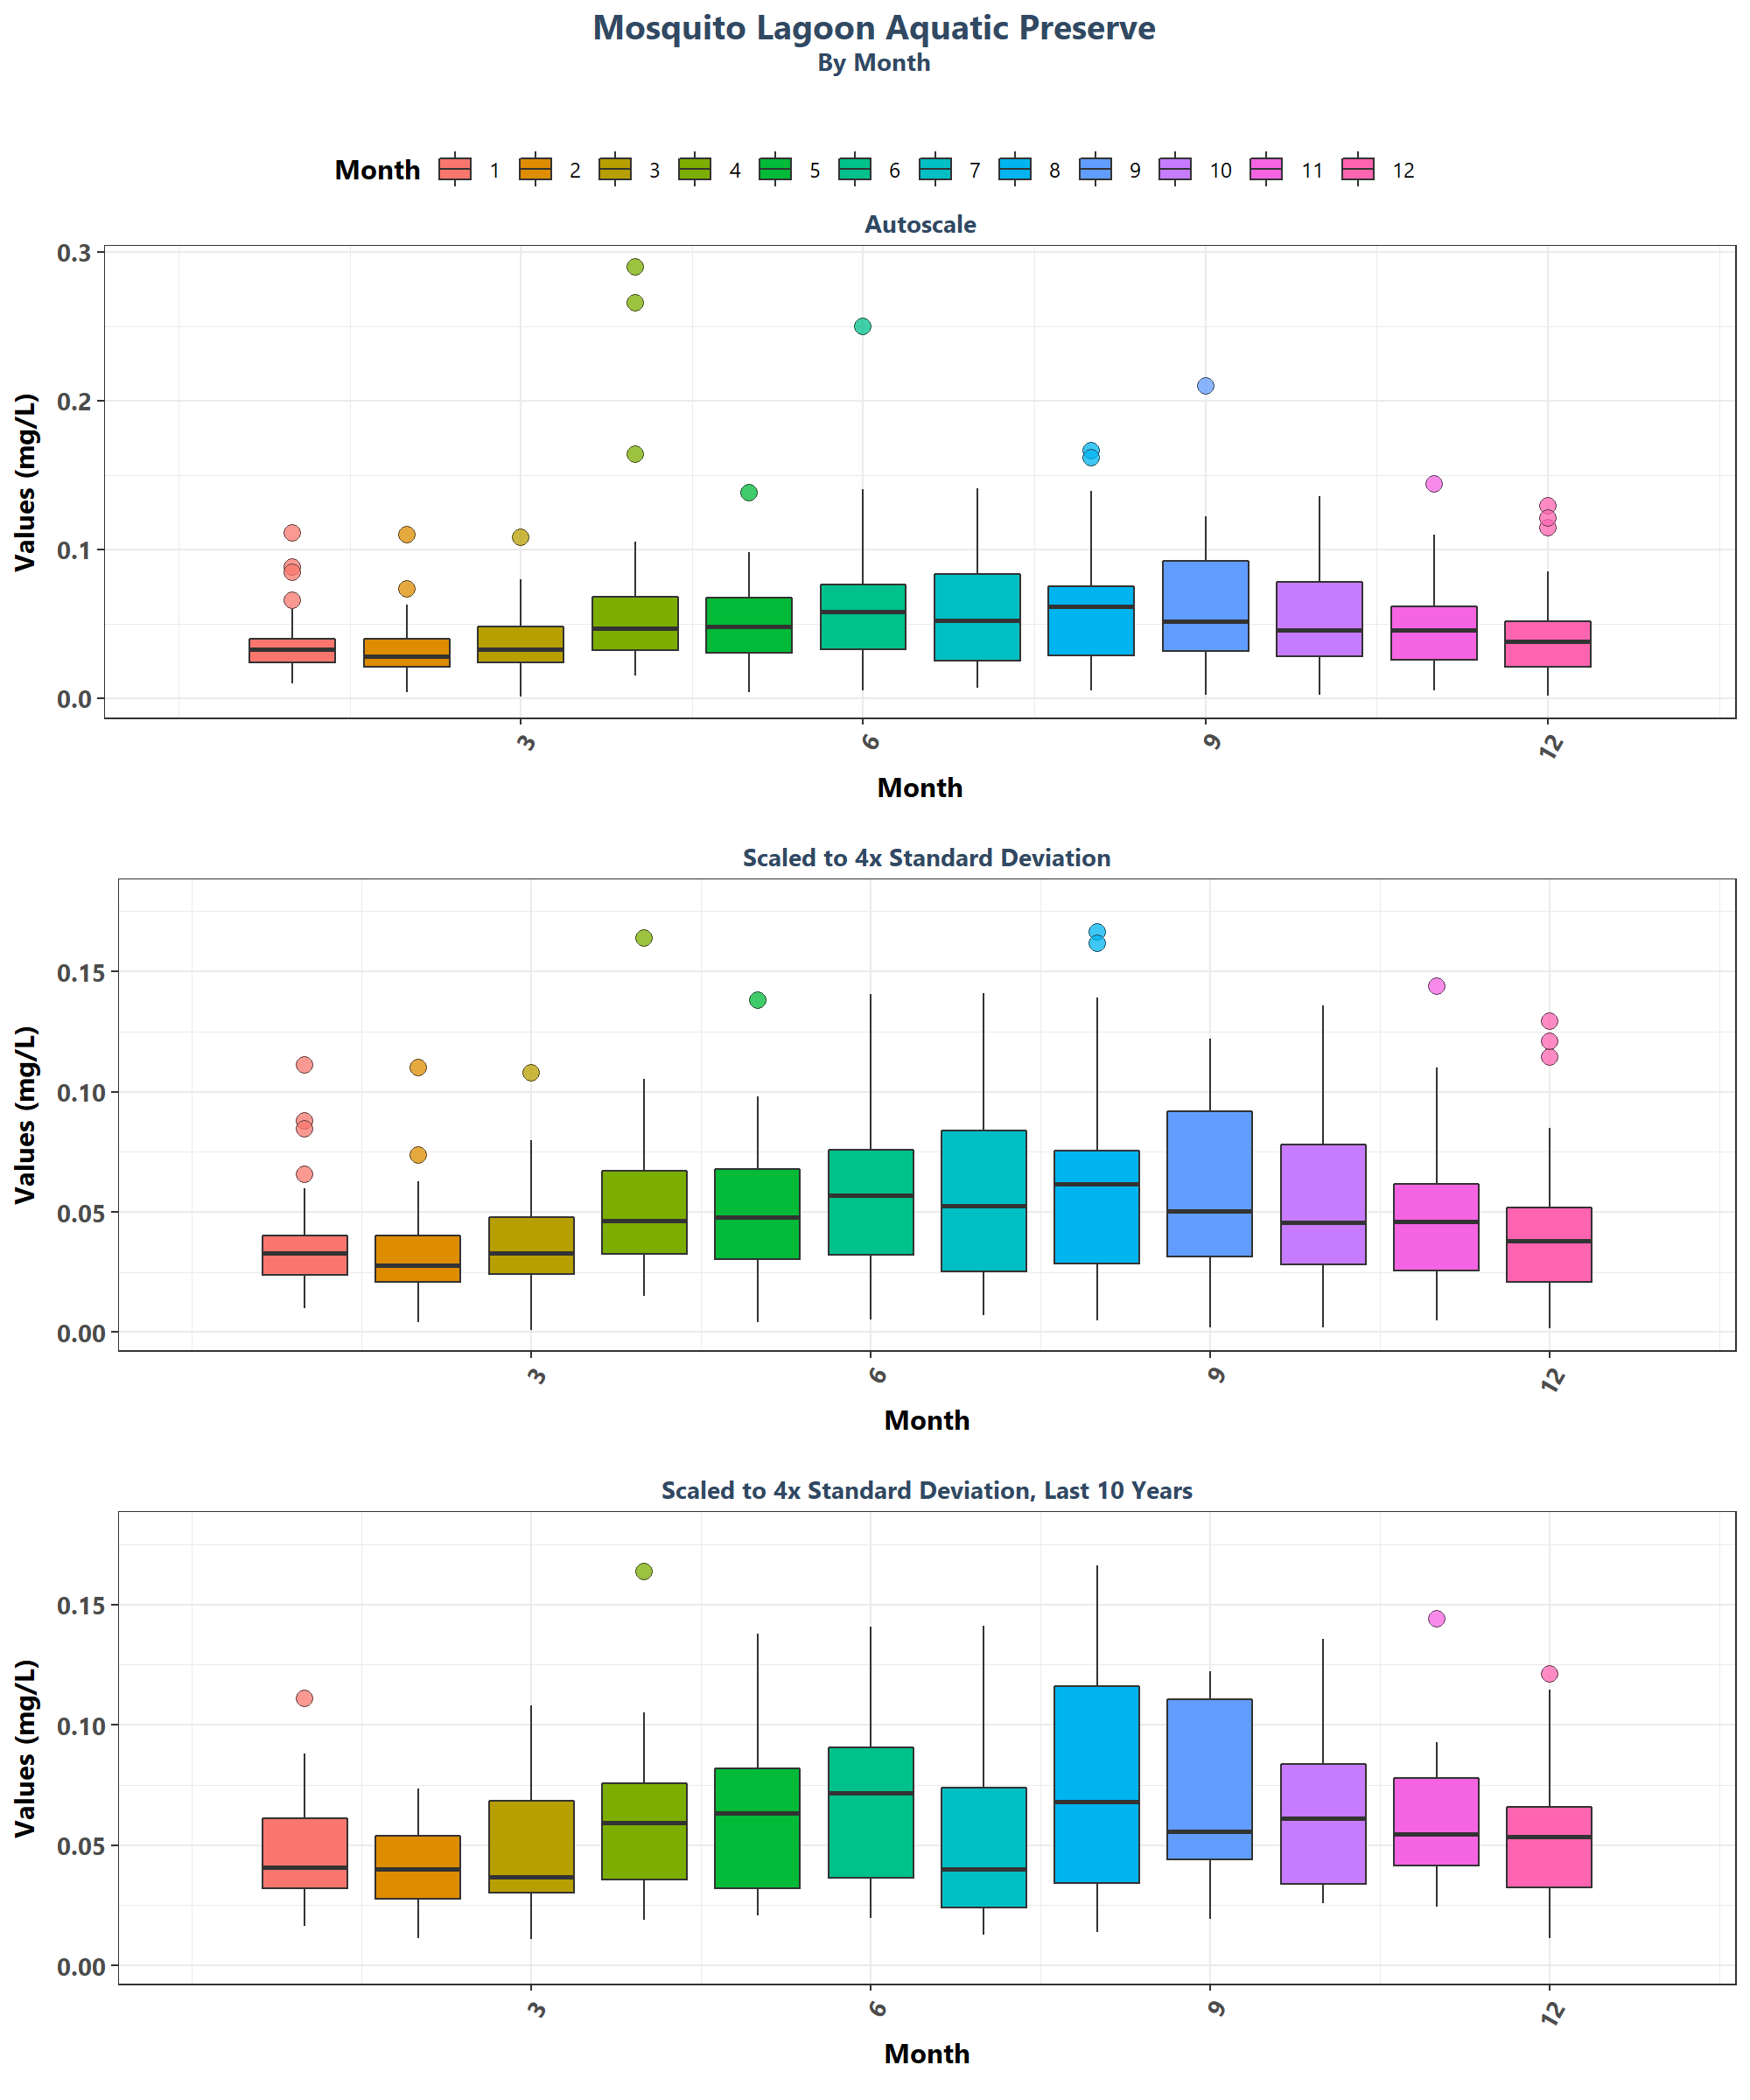 Mosquito Lagoon Aquatic Preserve
By Month
Month 1 2 3 4 5 6 7 8 9 10 11 12
Autoscale
Values (mg/L)
0.3
0.2
0.1
0.0
3 6 9 12
Month
Scaled to 4x Standard Deviation
Values (mg/L)
0.15
0.10
0.05
0.00
3 6 9 12
Month
Scaled to 4x Standard Deviation, Last 10 Years
Values (mg/L)
0.15
0.10
0.05
0.00
3 6 9 12
Month